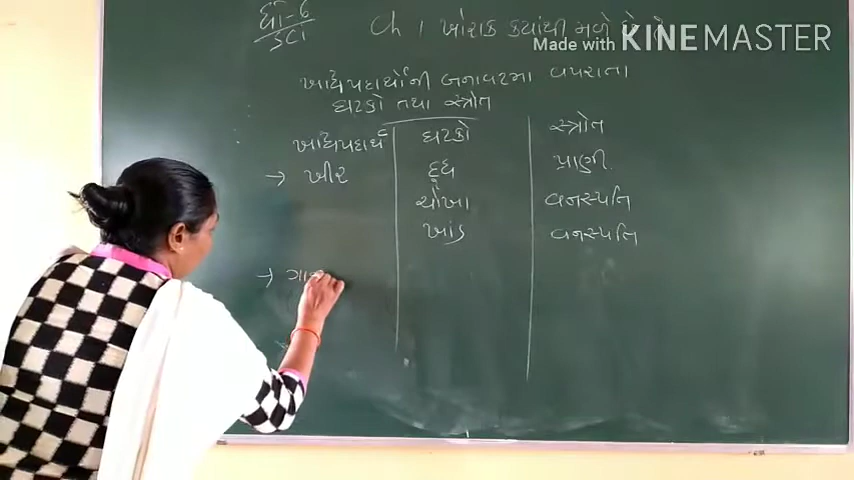 ધો-6
Ch 1 ખોરાક કયાંથી મળે છે ?
Made with KINEMASTER
ખાદ્યપદાર્થોની બનાવટમા વપરાતા
ઘટકો તથા સ્ત્રોત
ખાદ્યપદાર્થ ઘટકો સ્ત્રોત
→ ખીર દૂધ પ્રાણી
ચોખા વનસ્પતિ
ખાંડ વનસ્પતિ